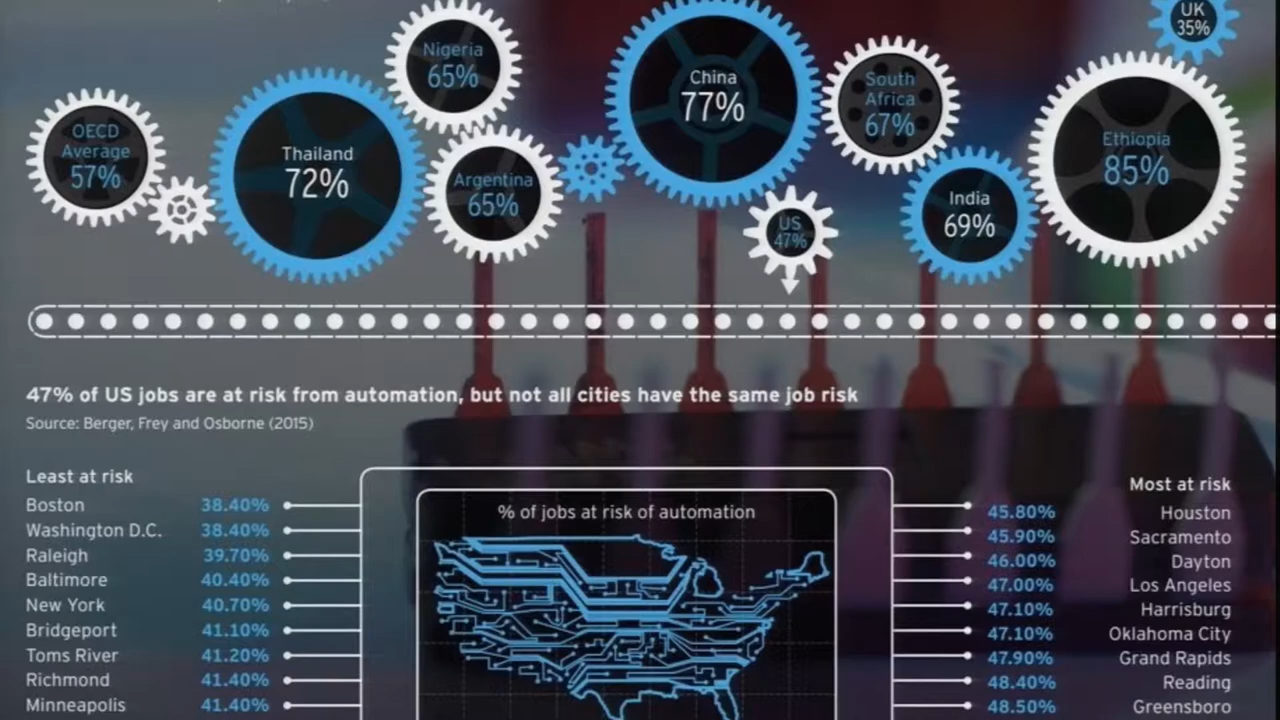 UK
35%
Nigeria
65%
China
77%
South
Africa
67%
OECD
Average
57%
Thailand
72%
Argentina
65%
US
47%
India
69%
Ethiopia
85%
47% of US jobs are at risk from automation, but not all cities have the same job risk
Source: Berger, Frey and Osborne (2015)
Least at risk
Boston 38.40%
Washington D.C. 38.40%
Raleigh 39.70%
Baltimore 40.40%
New York 40.70%
Bridgeport 41.10%
Toms River 41.20%
Richmond 41.40%
Minneapolis 41.40%
% of jobs at risk of automation
Most at risk
45.80% Houston
45.90% Sacramento
46.00% Dayton
47.00% Los Angeles
47.10% Harrisburg
47.10% Oklahoma City
47.90% Grand Rapids
48.40% Reading
48.50% Greensboro